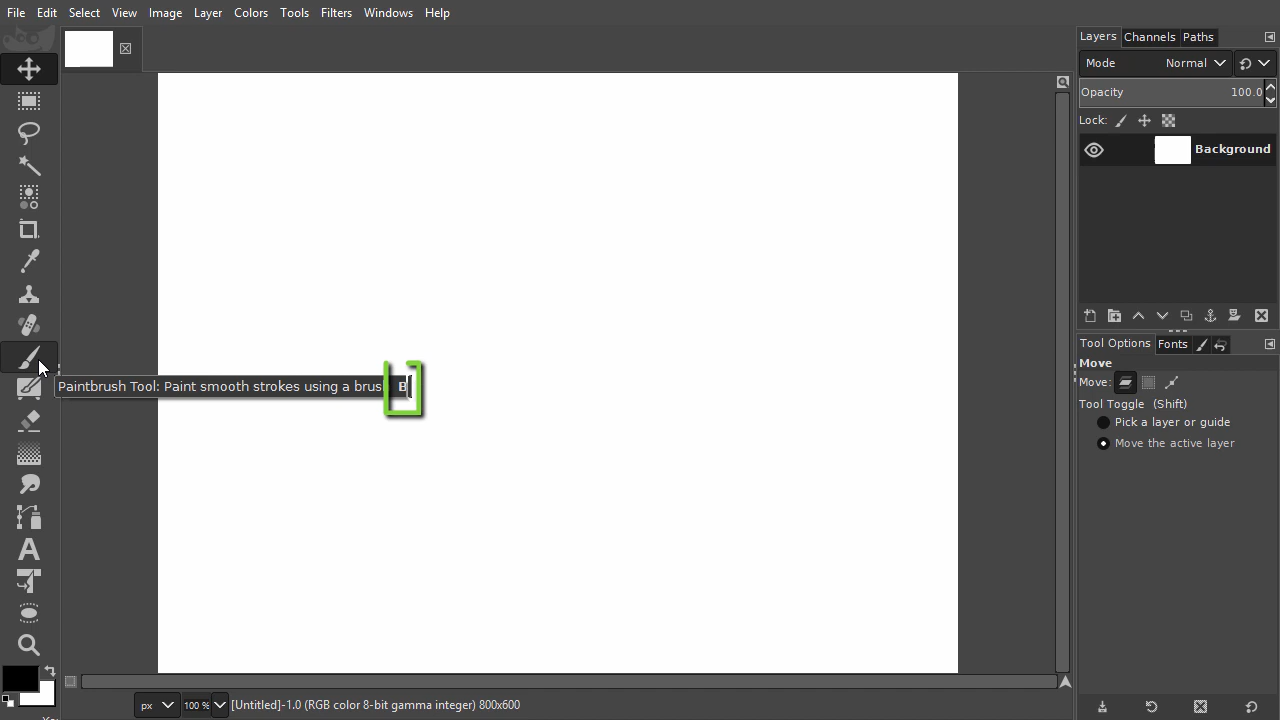 File Edit Select View Image Layer Colors Tools Filters Windows Help
Layers Channels Paths
Mode Normal
Opacity 100.0
Lock:
Background
Paintbrush Tool: Paint smooth strokes using a brus B
Tool Options Fonts
Move
Move:
Tool Toggle (Shift)
Pick a layer or guide
Move the active layer
px 100 % [Untitled]-1.0 (RGB color 8-bit gamma integer) 800x600